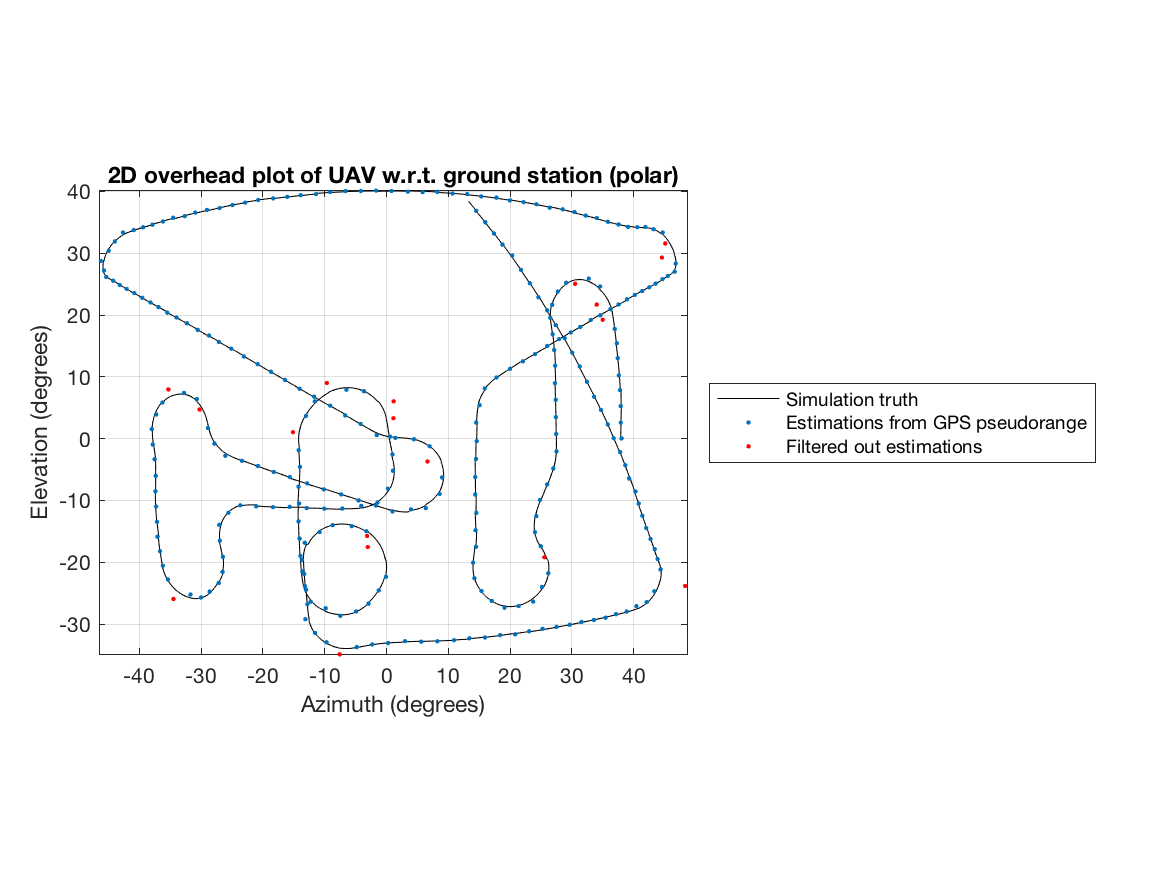 2D overhead plot of UAV w.r.t. ground station (polar)
40
30
20
10
0
-10
-20
-30
Elevation (degrees)
-40 -30 -20 -10 0 10 20 30 40
Azimuth (degrees)
Simulation truth
Estimations from GPS pseudorange
Filtered out estimations